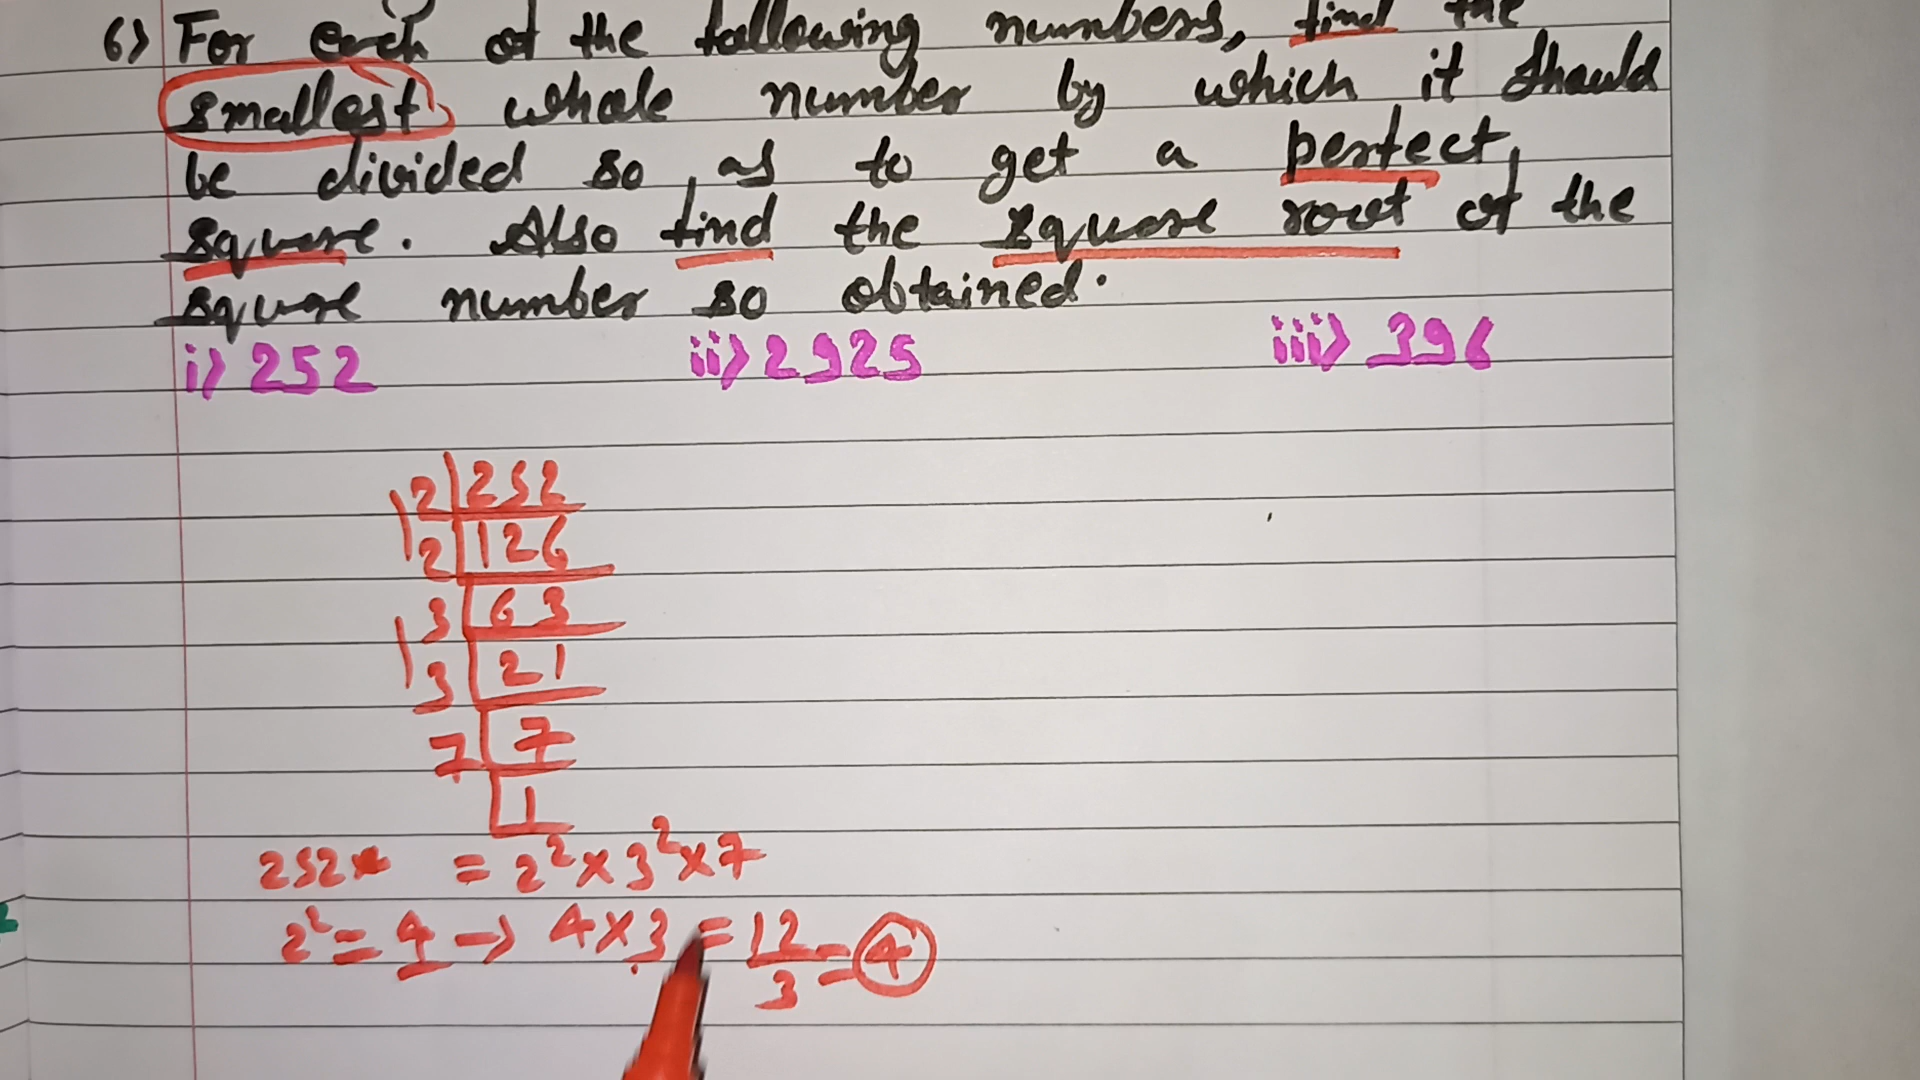 6) For each of the following numbers, find the
smallest whole number by which it should
be divided so as to get a perfect
square. Also find the square root of the
square number so obtained.
i) 252 ii) 2925 iii) 396
2 252
2 126
3 63
3 21
7 7
1
252 = 2² × 3² × 7
2² = 4 → 4 × 3 = 12/3 = 4